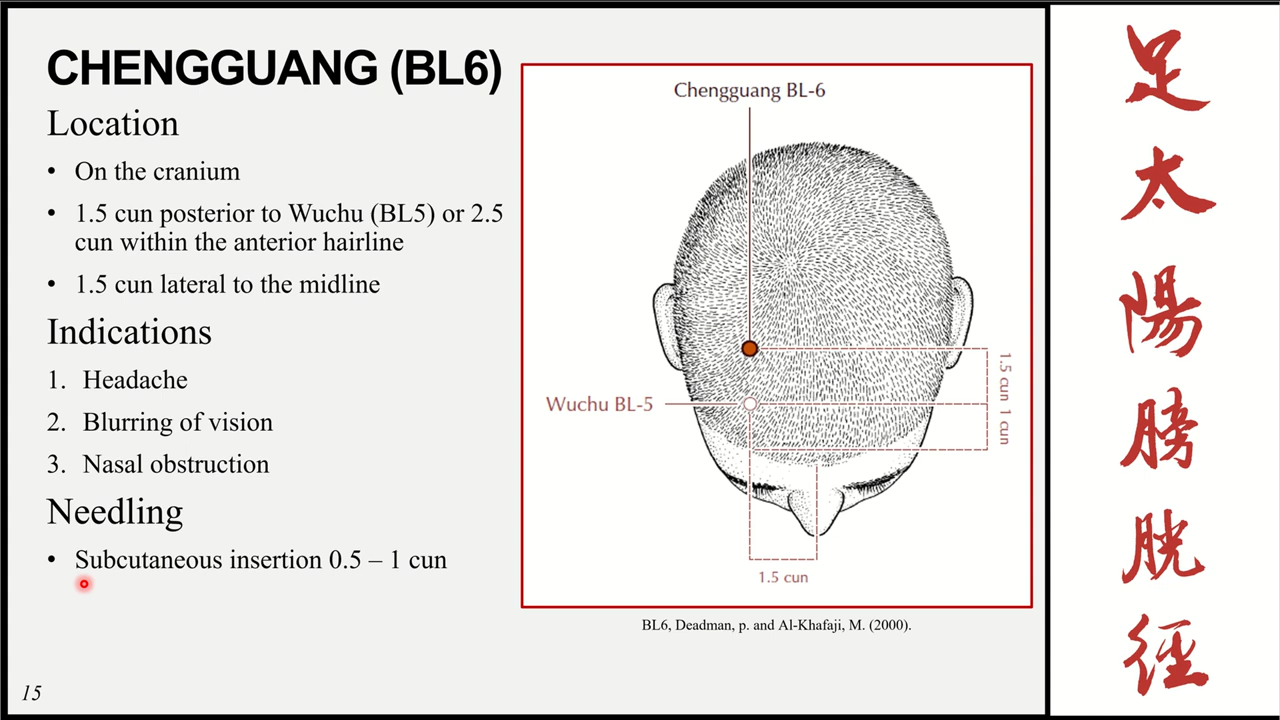 CHENGGUANG (BL6)
Location
• On the cranium
• 1.5 cun posterior to Wuchu (BL5) or 2.5
cun within the anterior hairline
• 1.5 cun lateral to the midline
Indications
1. Headache
2. Blurring of vision
3. Nasal obstruction
Needling
• Subcutaneous insertion 0.5 – 1 cun
15
Chengguang BL-6
Wuchu BL-5
1.5 cun
1 cun
1.5 cun
BL6, Deadman, p. and Al-Khafaji, M. (2000).
足
太
陽
膀
胱
徑